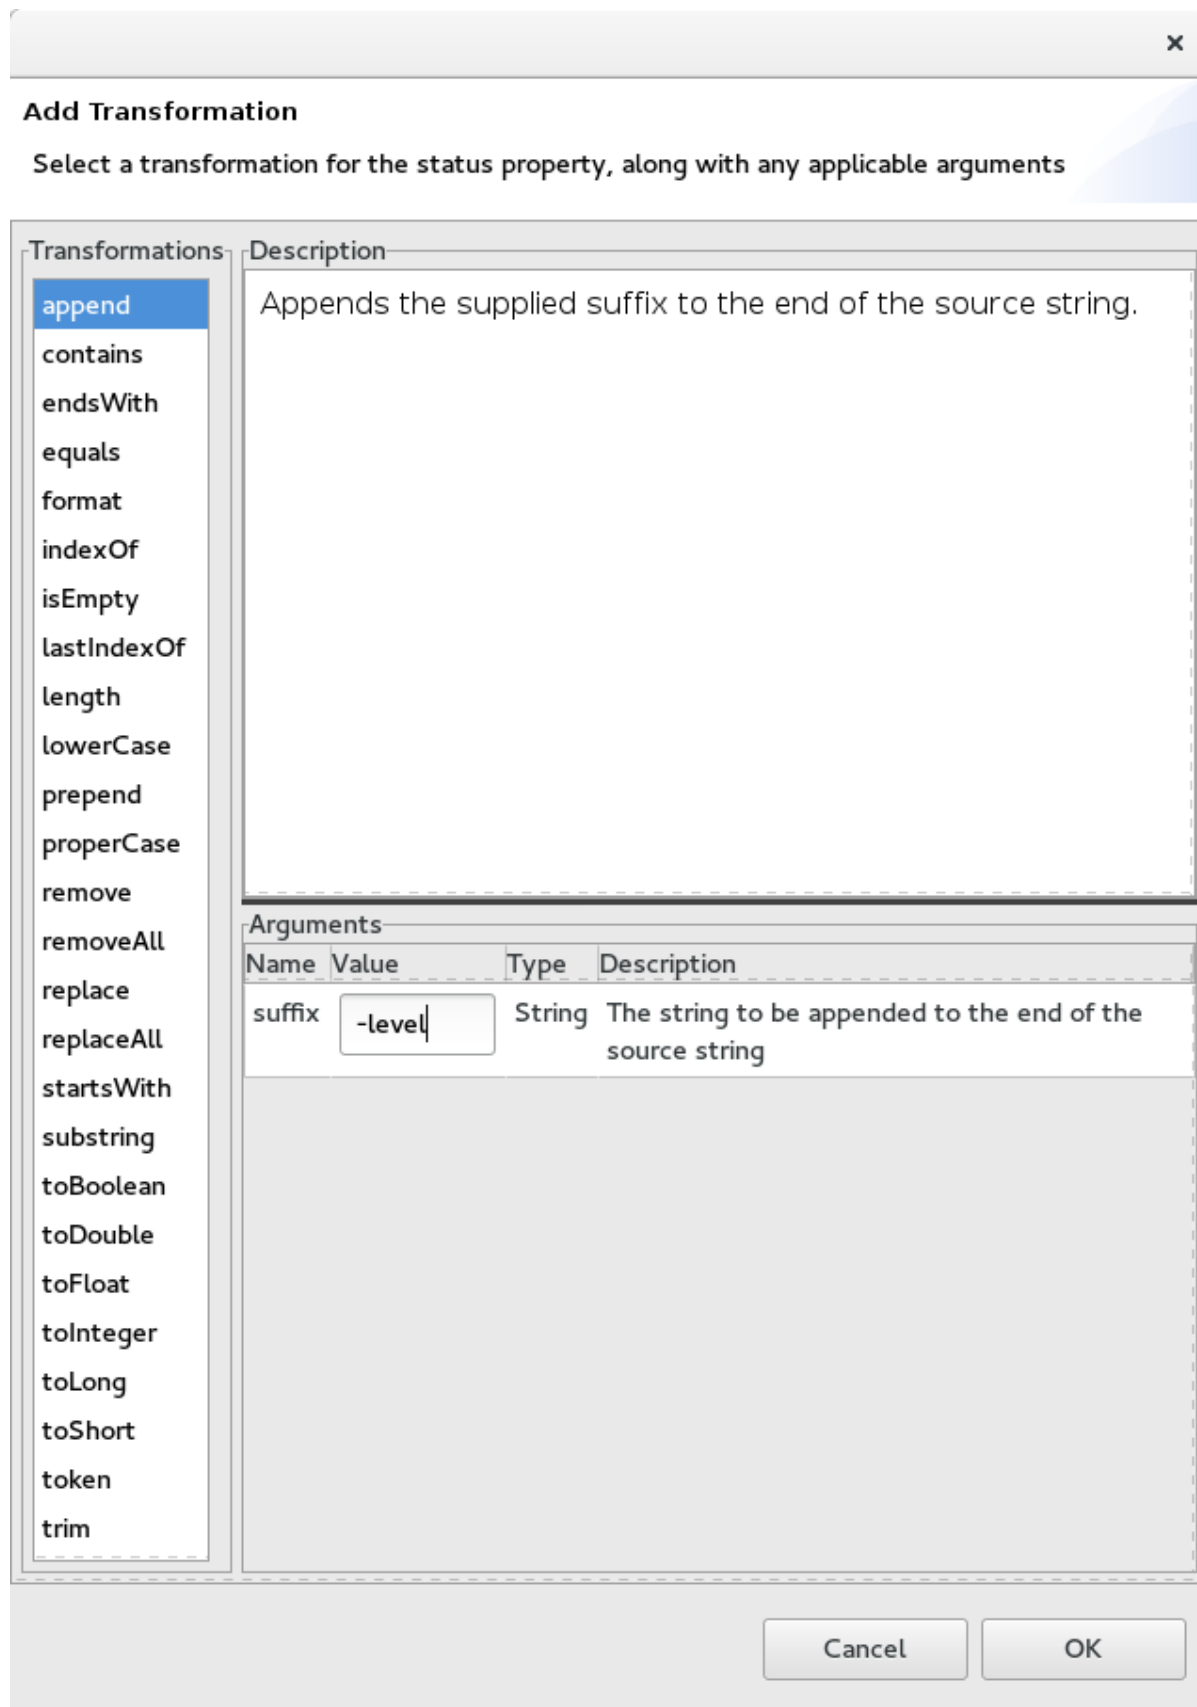 Add Transformation
Select a transformation for the status property, along with any applicable arguments
Transformations
append
contains
endsWith
equals
format
indexOf
isEmpty
lastIndexOf
length
lowerCase
prepend
properCase
remove
removeAll
replace
replaceAll
startsWith
substring
toBoolean
toDouble
toFloat
toInteger
toLong
toShort
token
trim
Description
Appends the supplied suffix to the end of the source string.
Arguments
Name Value Type Description
suffix -level String The string to be appended to the end of the
source string
Cancel OK